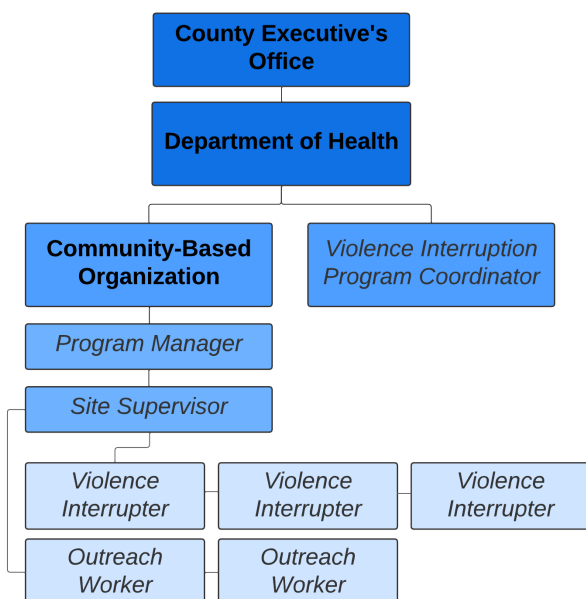 County Executive's
Office
Department of Health
Community-Based
Organization
Violence Interruption
Program Coordinator
Program Manager
Site Supervisor
Violence
Interrupter
Violence
Interrupter
Violence
Interrupter
Outreach
Worker
Outreach
Worker